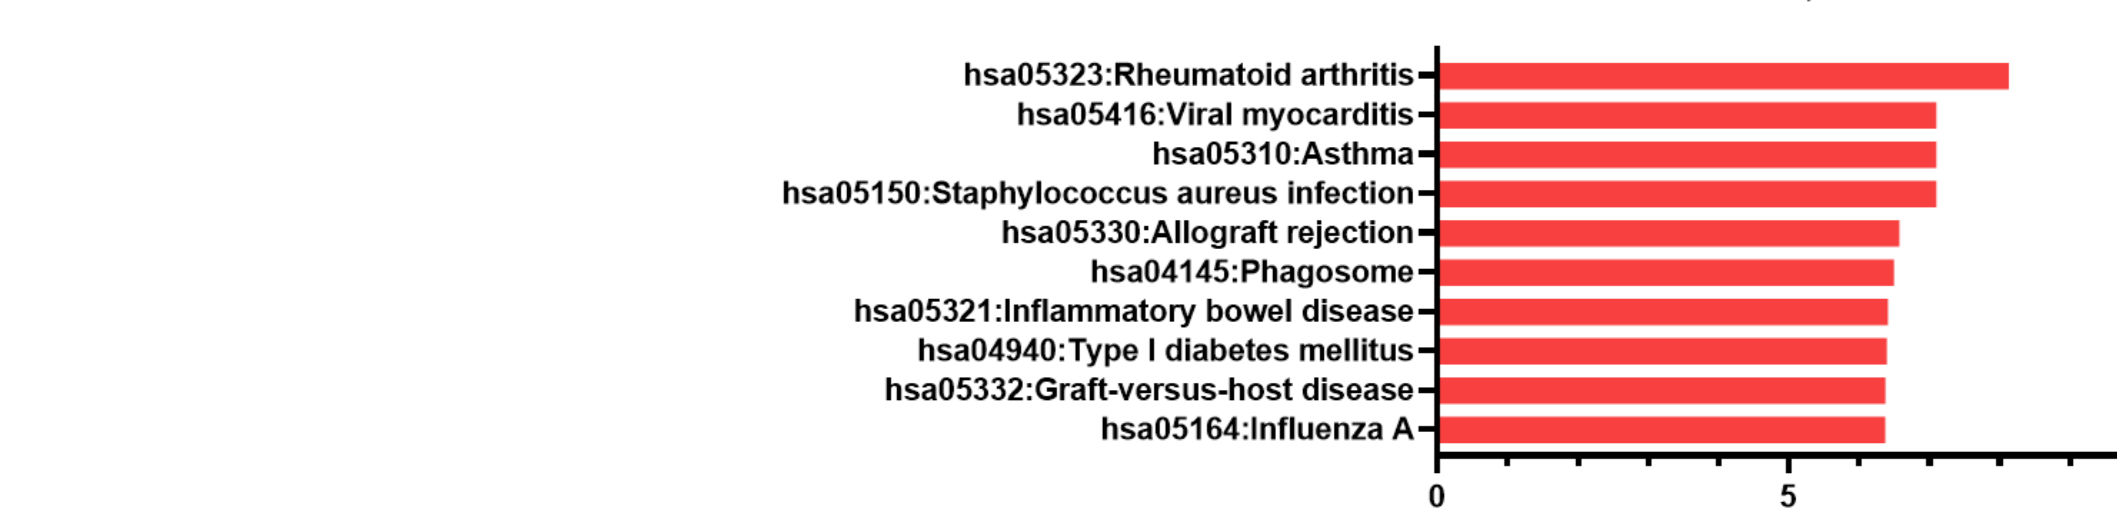 hsa05323:Rheumatoid arthritis
hsa05416:Viral myocarditis
hsa05310:Asthma
hsa05150:Staphylococcus aureus infection
hsa05330:Allograft rejection
hsa04145:Phagosome
hsa05321:Inflammatory bowel disease
hsa04940:Type I diabetes mellitus
hsa05332:Graft-versus-host disease
hsa05164:Influenza A
0 5